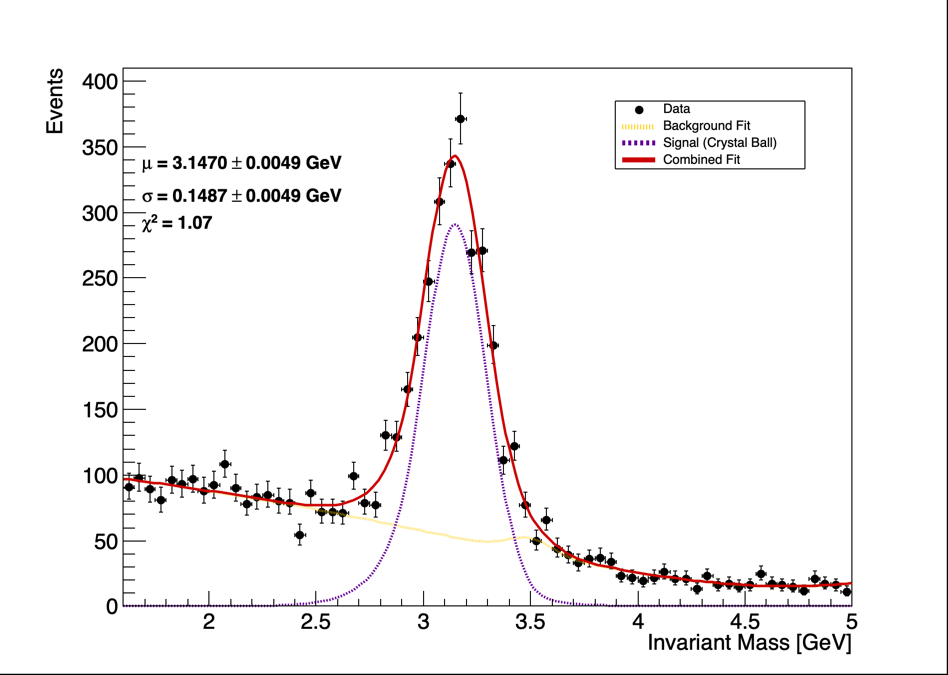 Events
400
350
300
250
200
150
100
50
0
μ = 3.1470 ± 0.0049 GeV
σ = 0.1487 ± 0.0049 GeV
χ² = 1.07
Data
Background Fit
Signal (Crystal Ball)
Combined Fit
2 2.5 3 3.5 4 4.5 5
Invariant Mass [GeV]